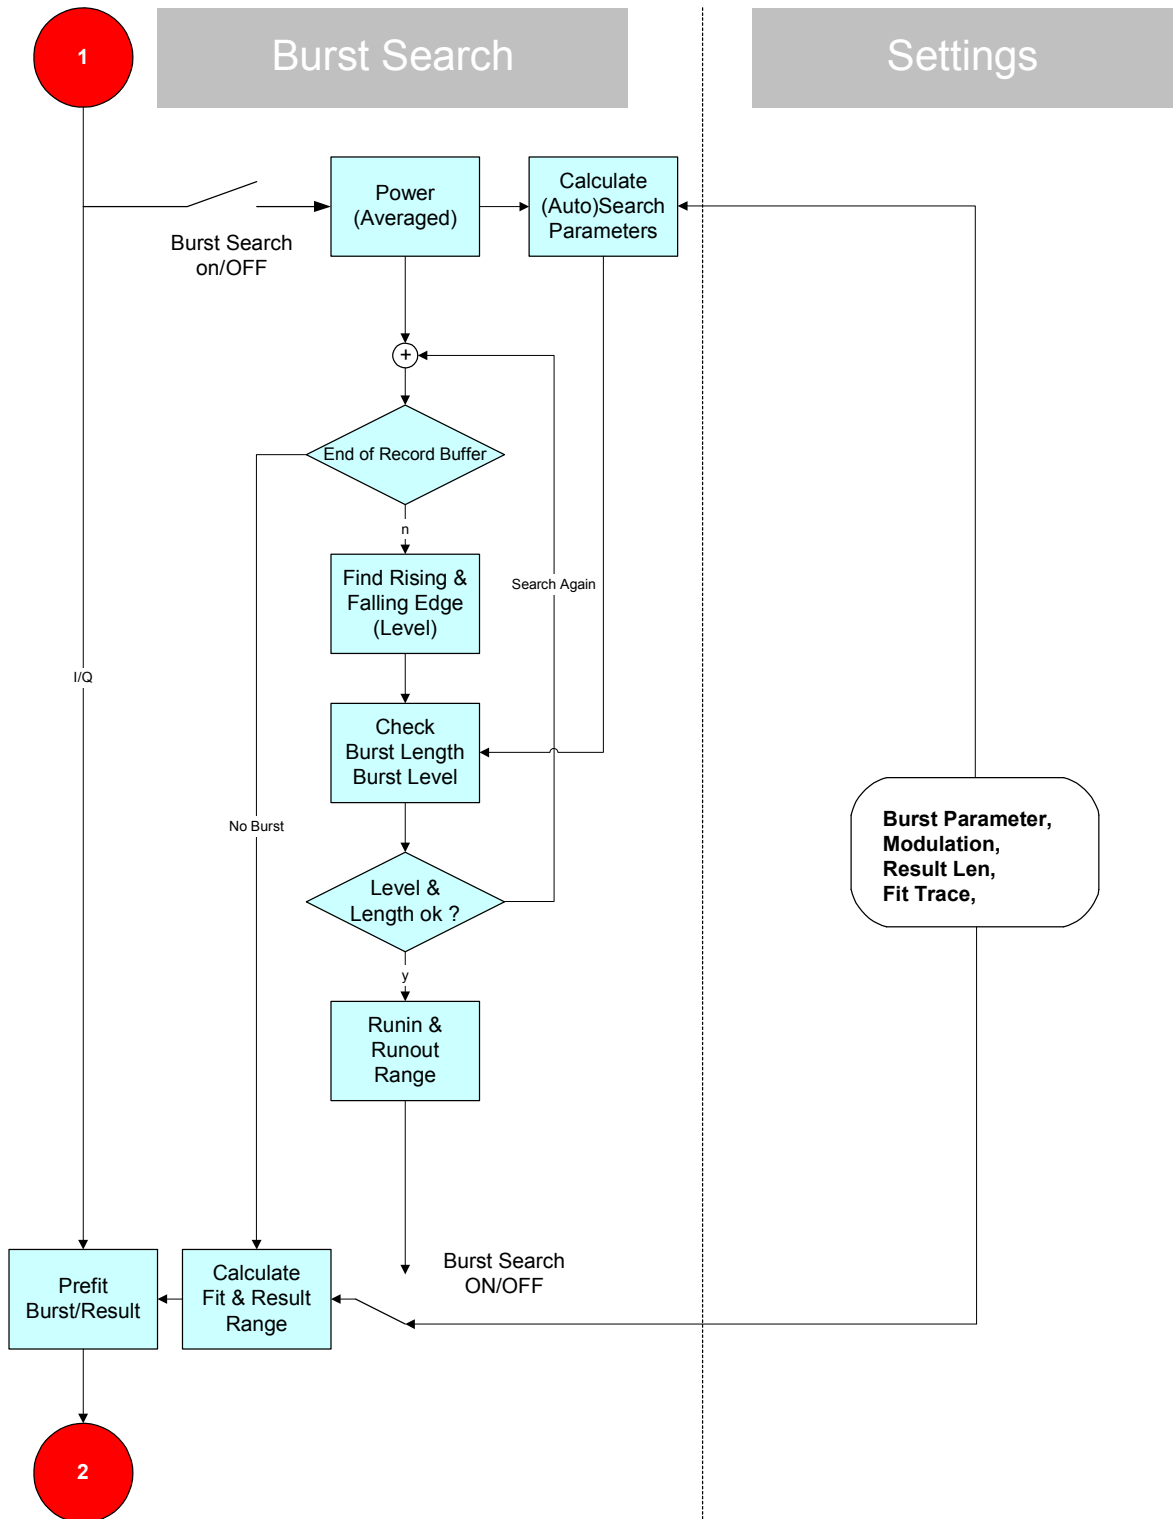 1
Burst Search
Settings
Power
(Averaged)
Calculate
(Auto)Search
Parameters
Burst Search
on/OFF
+
End of Record Buffer
n
Find Rising &
Falling Edge
(Level)
Search Again
I/Q
Check
Burst Length
Burst Level
No Burst
Burst Parameter,
Modulation,
Result Len,
Fit Trace,
Level &
Length ok ?
y
Runin &
Runout
Range
Burst Search
ON/OFF
Prefit
Burst/Result
Calculate
Fit & Result
Range
2